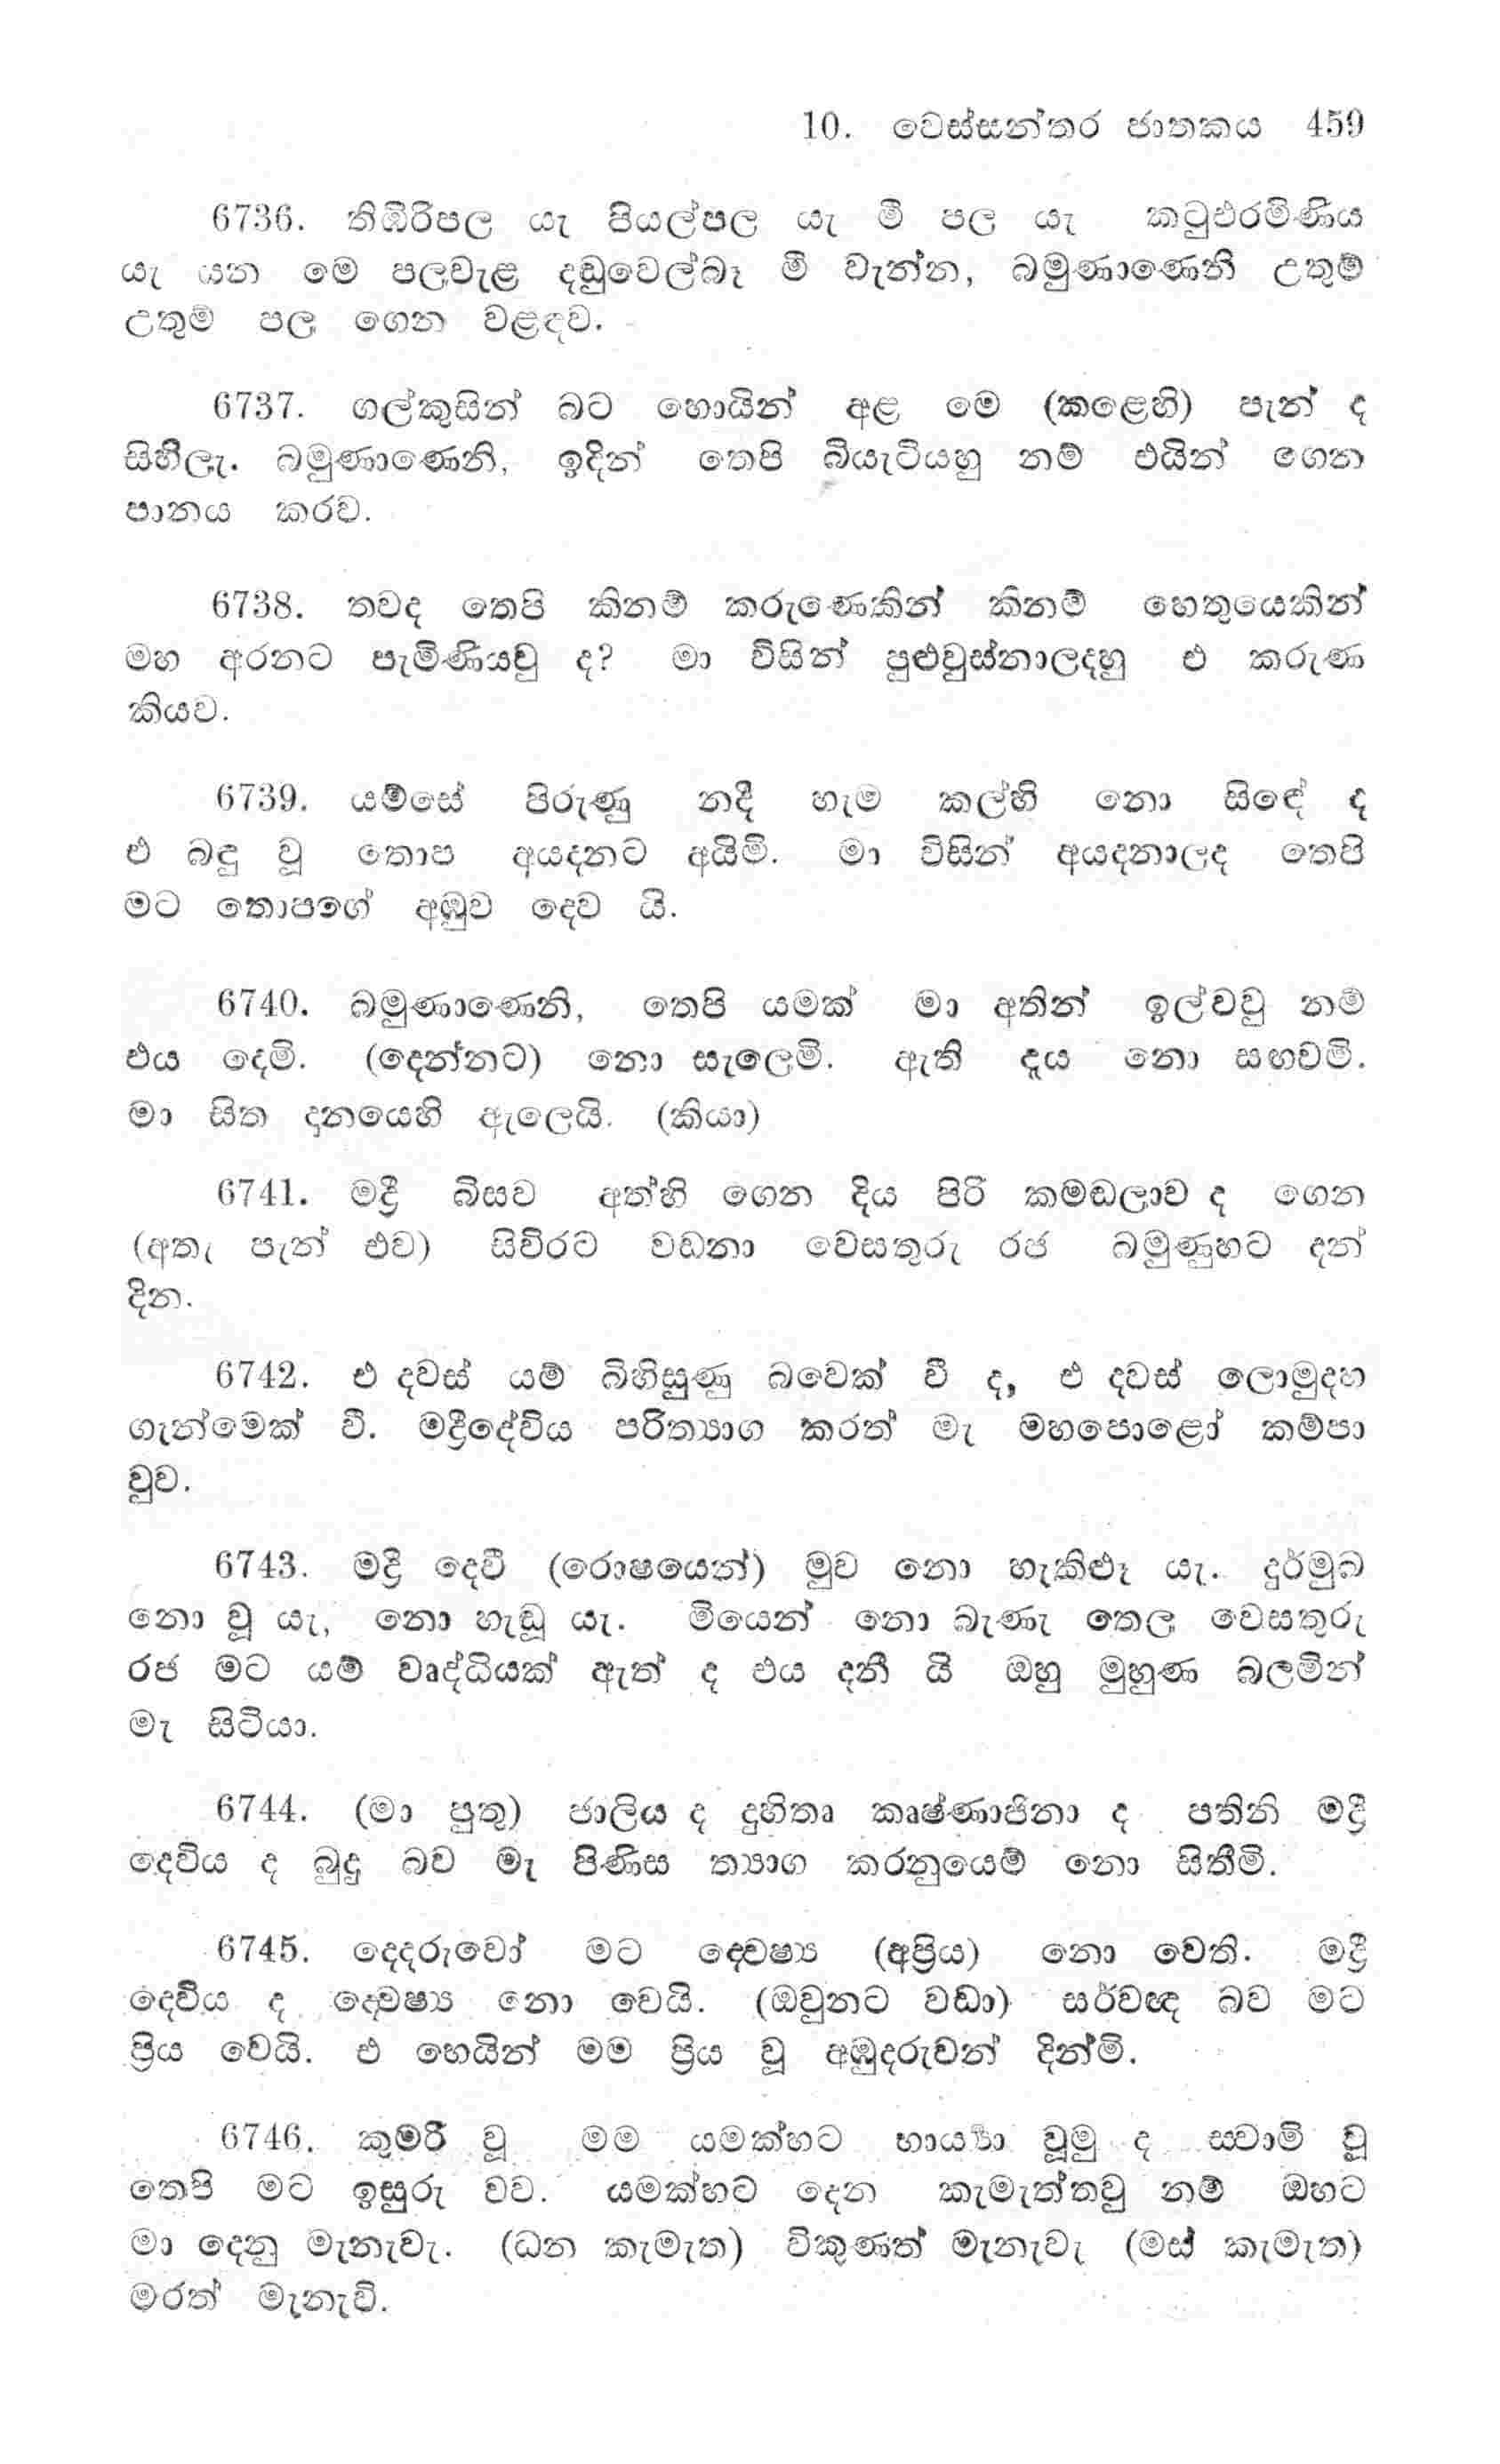 10. වෙස්සන්තර ජාතකය 459
6736. තිඹිරිපල යැ පියල්පල යැ මී පල යැ කටුඑරමිණිය
යැ යන මෙ පලවැළ දඬුවෙල්බෑ මී වැන්න, බමුණාණෙනි උතුම්
උතුම් පල ගෙන වළඳව.
6737. ගල්කුසින් බට හොයින් අළ මෙ (කළෙහි) පැන් ද
සිහිලැ. බමුණාණෙනි, ඉදින් තෙපි බියැටියහු නම් එයින් ගෙන
පානය කරව.
6738. තවද තෙපි කිනම් කරුණෙකින් කිනම් හෙතුයෙකින්
මහ අරනට පැමිණියවු ද? මා විසින් පුළුවුස්නාලදහු එ කරුණ
කියව.
6739. යම්සේ පිරුණු නදී හැම කල්හි නො සිඳේ ද
එ බඳු වූ තොප අයදනට අයිමි. මා විසින් අයදනාලද තෙපි
මට තොපගේ අඹුව දෙව යි.
6740. බමුණාණෙනි, තෙපි යමක් මා අතින් ඉල්වවු නම්
එය දෙමි. (දෙන්නට) නො සැලෙමි. ඇති දැය නො සඟවමි.
මා සිත දානයෙහි ඇලෙයි. (කියා)
6741. මද්‍රී බිසව අත්හි ගෙන දිය පිරි කමඬලාව ද ගෙන
(අතැ පැන් එව) සිවිරට වඩනා වෙසතුරු රජ බමුණුහට දන්
දින.
6742. එ දවස් යම් බිහිසුණු බවෙක් වී ද, එ දවස් ලොමුදහ
ගැන්මෙක් වී. මද්‍රීදේවිය පරිත්‍යාග කරත් මැ මහපොළෝ කම්පා
වුව.
6743. මද්‍රී දෙවී (රොෂයෙන්) මුව නො හැකිළූ යැ. දුර්මුඛ
නො වූ යැ, නො හැඬූ යැ. මියෙන් නො බැණැ තෙල වෙසතුරු
රජ මට යම් වෘද්ධියක් ඇත් ද එය දනී යි ඔහු මුහුණ බලමින්
මැ සිටියා.
6744. (මා පුතු) ජාලිය ද දුහිතෘ කෘෂ්ණාජිනා ද පතිනි මද්‍රී
දෙවිය ද බුදු බව මැ පිණිස ත්‍යාග කරනුයෙම් නො සිතීමි.
6745. දෙදරුවෝ මට ද්වෙෂ්‍ය (අප්‍රිය) නො වෙති. මද්‍රී
දෙවිය ද ද්වෙෂ්‍ය නො වෙයි. (ඔවුනට වඩා) සර්වඥ බව මට
ප්‍රිය වෙයි. එ හෙයින් මම ප්‍රිය වූ අඹුදරුවන් දින්මි.
6746. කුමරි වූ මම යමක්හට භාර්‍ය්‍යා වූමු ද ස්වාමි වූ
තෙපි මට ඉසුරු වව. යමක්හට දෙන කැමැත්තවු නම් ඔහට
මා දෙනු මැනැවැ. (ධන කැමැත) විකුණත් මැනැවැ (මස් කැමැත)
මරත් මැනැවි.